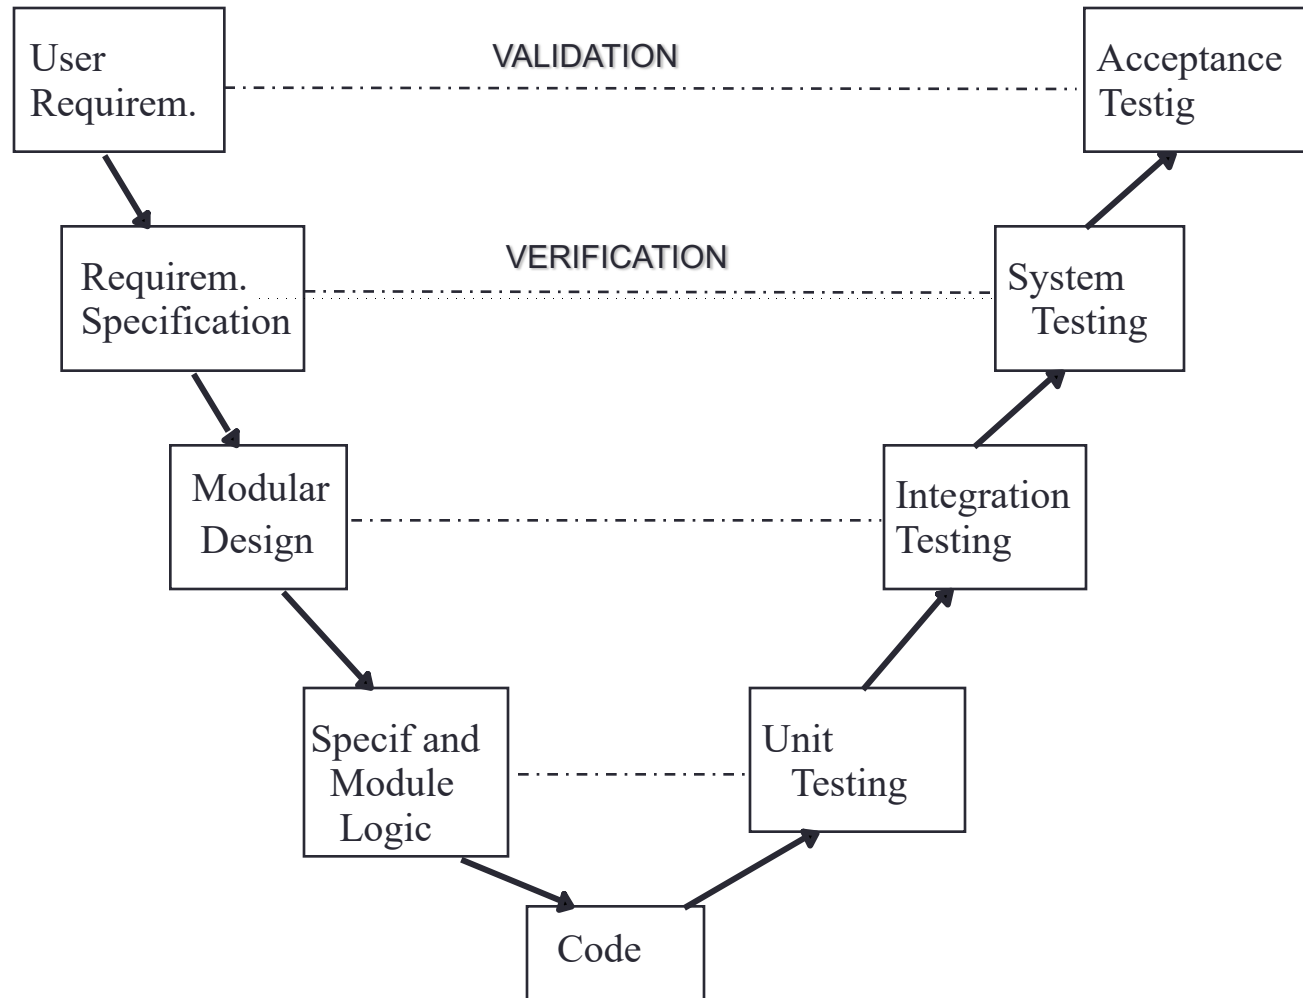 User
Requirem.
VALIDATION
Acceptance
Testig
Requirem.
Specification
VERIFICATION
System
Testing
Modular
Design
Integration
Testing
Specif and
Module
Logic
Unit
Testing
Code